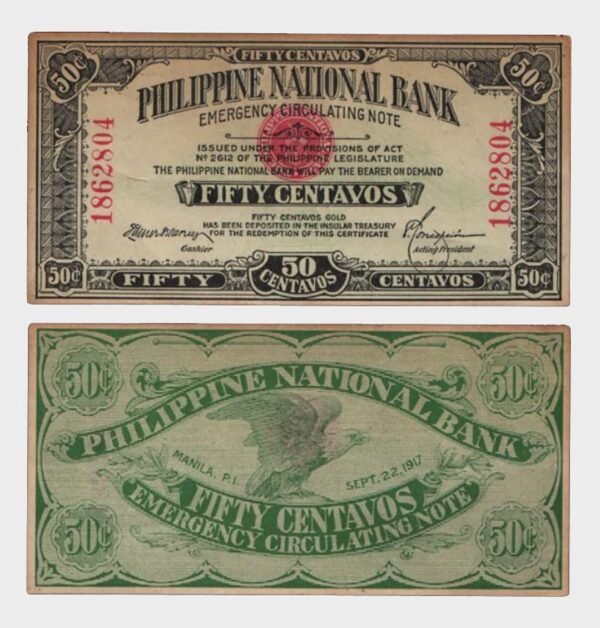 FIFTY CENTAVOS
50¢ 50¢
PHILIPPINE NATIONAL BANK
EMERGENCY CIRCULATING NOTE
ISSUED UNDER THE PROVISIONS OF ACT
Nº 2612 OF THE PHILIPPINE LEGISLATURE
THE PHILIPPINE NATIONAL BANK WILL PAY THE BEARER ON DEMAND
1862804 1862804
FIFTY CENTAVOS
FIFTY CENTAVOS GOLD
HAS BEEN DEPOSITED IN THE INSULAR TREASURY
FOR THE REDEMPTION OF THIS CERTIFICATE
Cashier Acting President
50¢ FIFTY 50 CENTAVOS CENTAVOS 50¢
50¢ 50¢
PHILIPPINE NATIONAL BANK
MANILA, P.I. SEPT. 22, 1917
FIFTY CENTAVOS
EMERGENCY CIRCULATING NOTE
50¢ 50¢